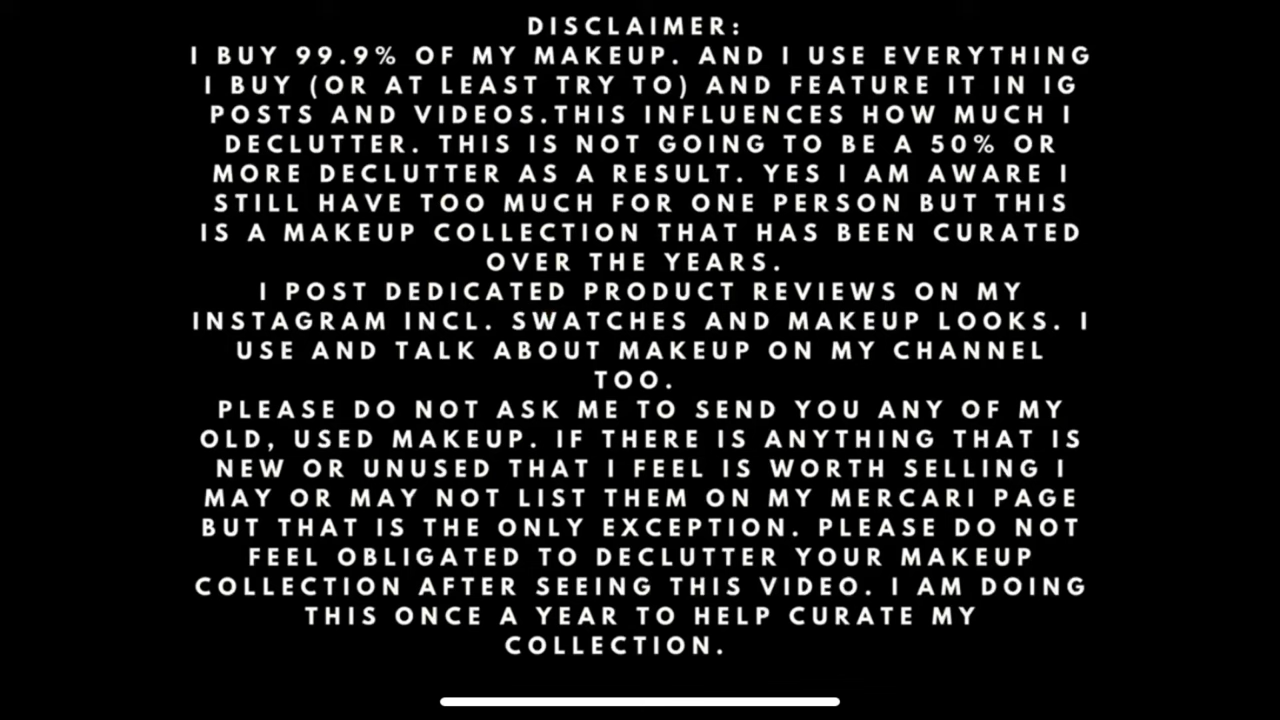 DISCLAIMER:
I BUY 99.9% OF MY MAKEUP. AND I USE EVERYTHING
I BUY (OR AT LEAST TRY TO) AND FEATURE IT IN IG
POSTS AND VIDEOS.THIS INFLUENCES HOW MUCH I
DECLUTTER. THIS IS NOT GOING TO BE A 50% OR
MORE DECLUTTER AS A RESULT. YES I AM AWARE I
STILL HAVE TOO MUCH FOR ONE PERSON BUT THIS
IS A MAKEUP COLLECTION THAT HAS BEEN CURATED
OVER THE YEARS.
I POST DEDICATED PRODUCT REVIEWS ON MY
INSTAGRAM INCL. SWATCHES AND MAKEUP LOOKS. I
USE AND TALK ABOUT MAKEUP ON MY CHANNEL
TOO.
PLEASE DO NOT ASK ME TO SEND YOU ANY OF MY
OLD, USED MAKEUP. IF THERE IS ANYTHING THAT IS
NEW OR UNUSED THAT I FEEL IS WORTH SELLING I
MAY OR MAY NOT LIST THEM ON MY MERCARI PAGE
BUT THAT IS THE ONLY EXCEPTION. PLEASE DO NOT
FEEL OBLIGATED TO DECLUTTER YOUR MAKEUP
COLLECTION AFTER SEEING THIS VIDEO. I AM DOING
THIS ONCE A YEAR TO HELP CURATE MY
COLLECTION.